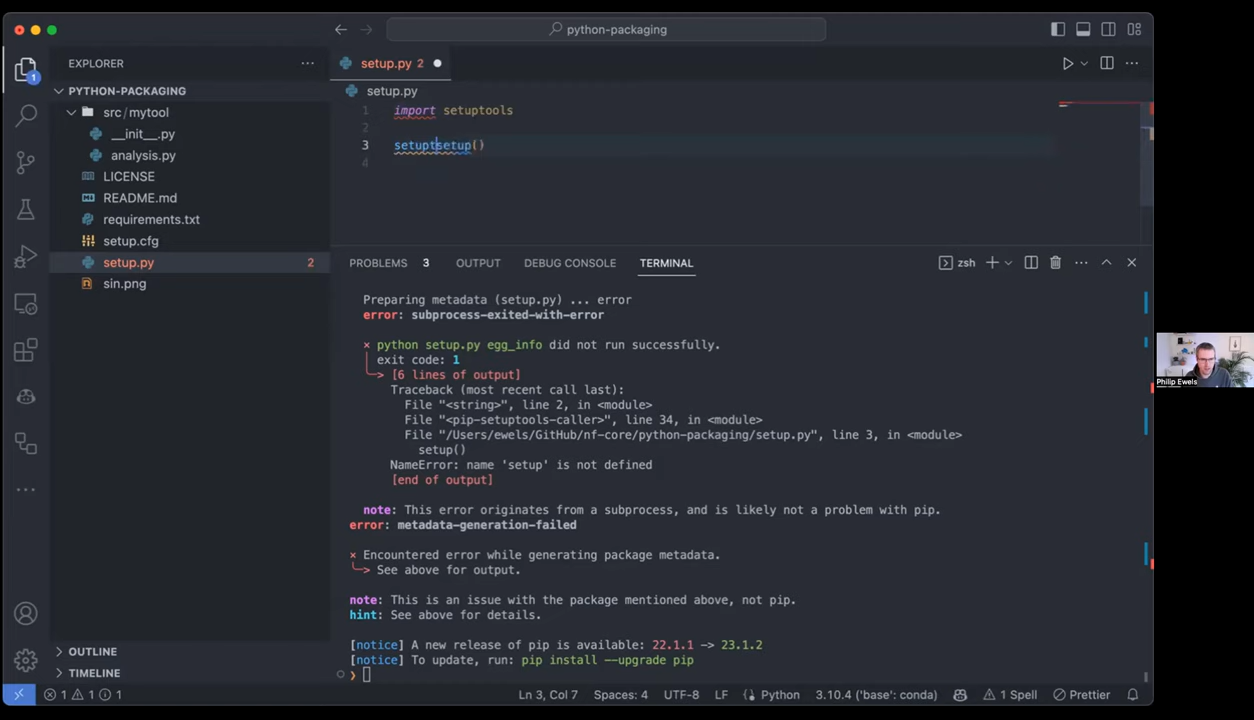 python-packaging
EXPLORER
setup.py 2
PYTHON-PACKAGING
setup.py
1
src/mytool
1 import setuptools
__init__.py
2
analysis.py
3 setuptsetup()
LICENSE
4
README.md
requirements.txt
setup.cfg
setup.py 2
sin.png
PROBLEMS 3 OUTPUT DEBUG CONSOLE TERMINAL zsh
Preparing metadata (setup.py) ... error
error: subprocess-exited-with-error
× python setup.py egg_info did not run successfully.
│ exit code: 1
╰─> [6 lines of output]
Traceback (most recent call last):
File "<string>", line 2, in <module>
File "<pip-setuptools-caller>", line 34, in <module>
File "/Users/ewels/GitHub/nf-core/python-packaging/setup.py", line 3, in <module>
setup()
NameError: name 'setup' is not defined
[end of output]
note: This error originates from a subprocess, and is likely not a problem with pip.
error: metadata-generation-failed
× Encountered error while generating package metadata.
╰─> See above for output.
note: This is an issue with the package mentioned above, not pip.
hint: See above for details.
[notice] A new release of pip is available: 22.1.1 -> 23.1.2
[notice] To update, run: pip install --upgrade pip
❯
OUTLINE
TIMELINE
1 1 1 Ln 3, Col 7 Spaces: 4 UTF-8 LF Python 3.10.4 ('base': conda) 1 Spell Prettier
Philip Ewels